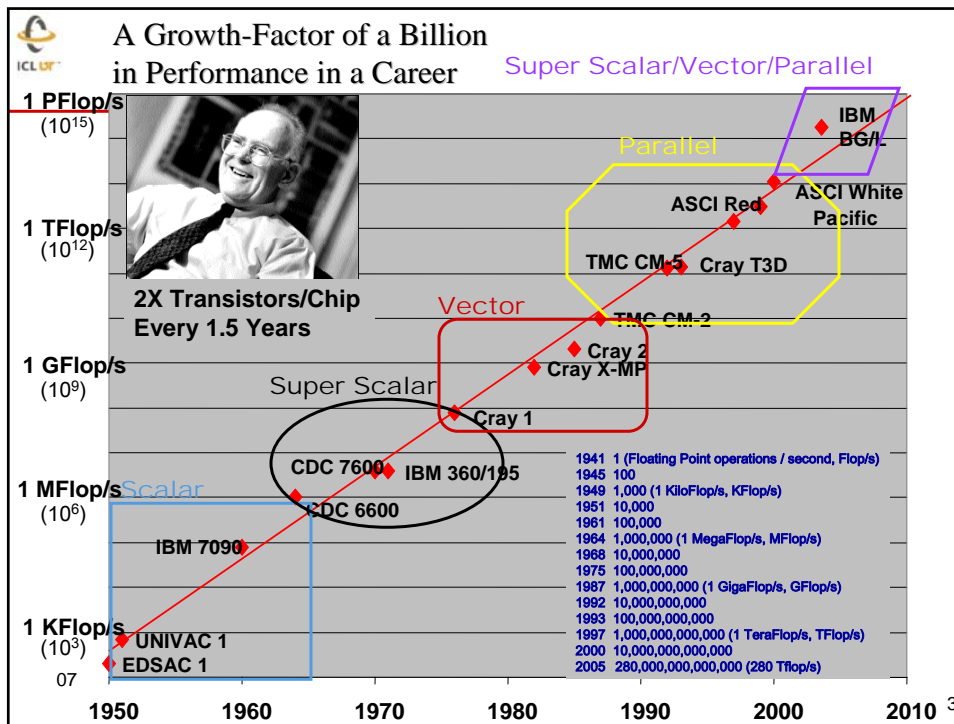 ICL UT
A Growth-Factor of a Billion
in Performance in a Career
Super Scalar/Vector/Parallel
1 PFlop/s
(10¹⁵)
IBM
BG/L
Parallel
ASCI White
Pacific
ASCI Red
1 TFlop/s
(10¹²)
TMC CM-5
Cray T3D
2X Transistors/Chip
Every 1.5 Years
Vector
TMC CM-2
1 GFlop/s
(10⁹)
Cray 2
Cray X-MP
Super Scalar
Cray 1
CDC 7600
IBM 360/195
1 MFlop/s
(10⁶)
Scalar
CDC 6600
IBM 7090
1 KFlop/s
(10³)
UNIVAC 1
EDSAC 1
1941 1 (Floating Point operations / second, Flop/s)
1945 100
1949 1,000 (1 KiloFlop/s, KFlop/s)
1951 10,000
1961 100,000
1964 1,000,000 (1 MegaFlop/s, MFlop/s)
1968 10,000,000
1975 100,000,000
1987 1,000,000,000 (1 GigaFlop/s, GFlop/s)
1992 10,000,000,000
1993 100,000,000,000
1997 1,000,000,000,000 (1 TeraFlop/s, TFlop/s)
2000 10,000,000,000,000
2005 280,000,000,000,000 (280 Tflop/s)
07
1950 1960 1970 1980 1990 2000 2010
3